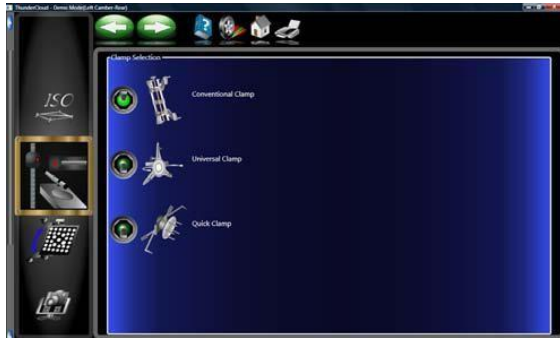 ThunderCloud - Demo Mode(Left Camber-Rear)
ISO
Clamp Selection
Conventional Clamp
Universal Clamp
Quick Clamp